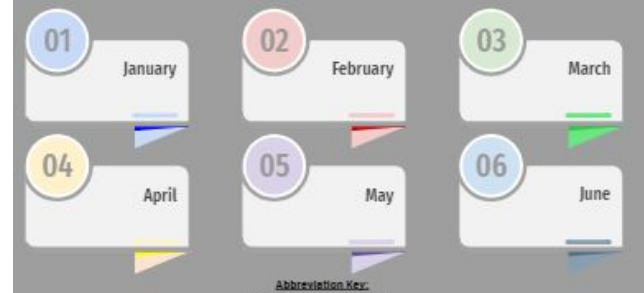 01
January
02
February
03
March
04
April
05
May
06
June
Abbreviation Key: